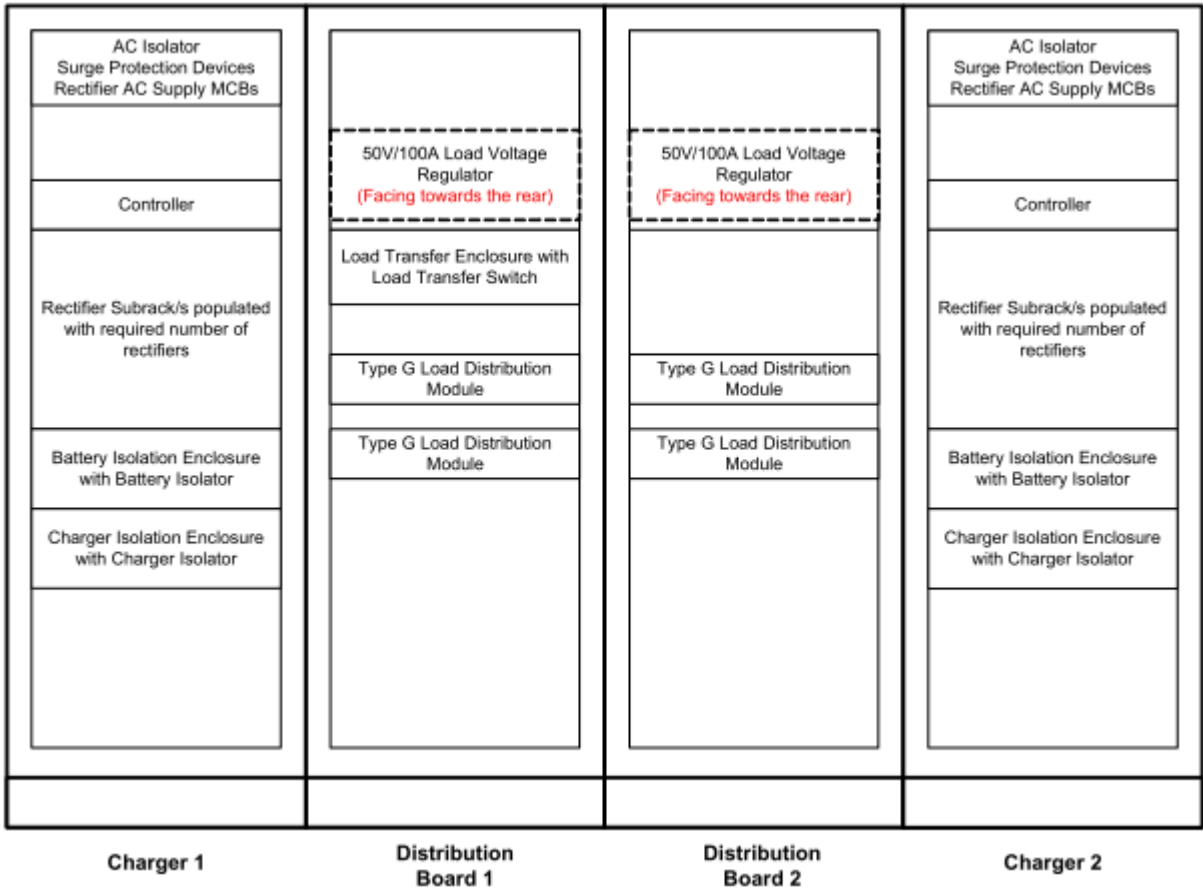 AC Isolator
Surge Protection Devices
Rectifier AC Supply MCBs
Controller
Rectifier Subrack/s populated
with required number of
rectifiers
Battery Isolation Enclosure
with Battery Isolator
Charger Isolation Enclosure
with Charger Isolator
Charger 1
50V/100A Load Voltage
Regulator
(Facing towards the rear)
Load Transfer Enclosure with
Load Transfer Switch
Type G Load Distribution
Module
Type G Load Distribution
Module
Distribution
Board 1
50V/100A Load Voltage
Regulator
(Facing towards the rear)
Type G Load Distribution
Module
Type G Load Distribution
Module
Distribution
Board 2
AC Isolator
Surge Protection Devices
Rectifier AC Supply MCBs
Controller
Rectifier Subrack/s populated
with required number of
rectifiers
Battery Isolation Enclosure
with Battery Isolator
Charger Isolation Enclosure
with Charger Isolator
Charger 2